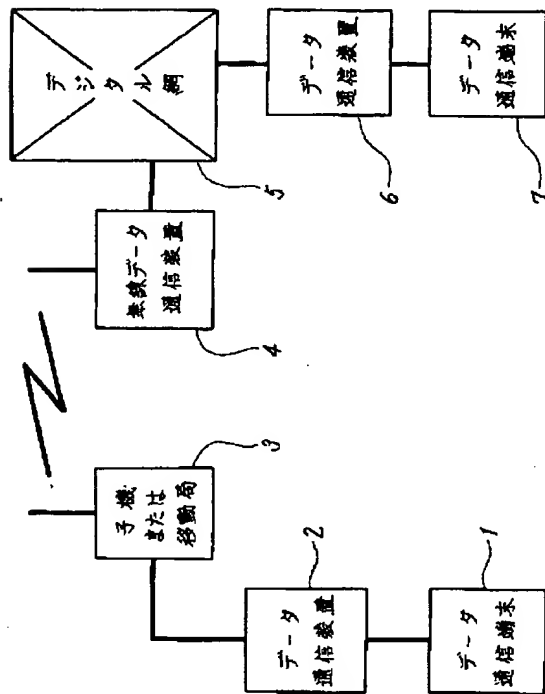 デジタル網
5
無線データ
通信装置
4
データ
通信装置
6
データ
通信端末
7
子機
または
移動局
3
データ
通信装置
2
データ
通信端末
1